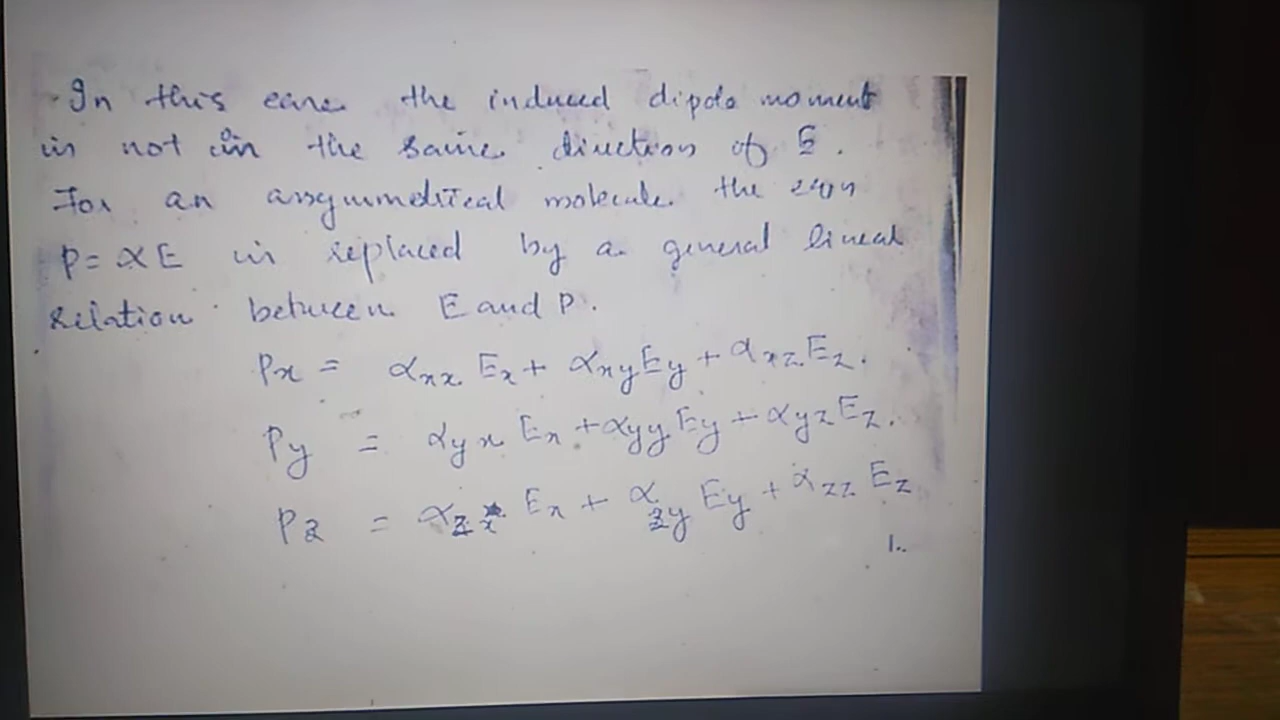 In this case the induced dipole moment
is not in the same direction of E.
For an assymmetrical molecule the eqn
P = αE is replaced by a general linear
relation between E and P.
Px = αxx Ex + αxy Ey + αxz Ez.
Py = αyx Ex + αyy Ey + αyz Ez.
Pz = αzx Ex + αzy Ey + αzz Ez
1..